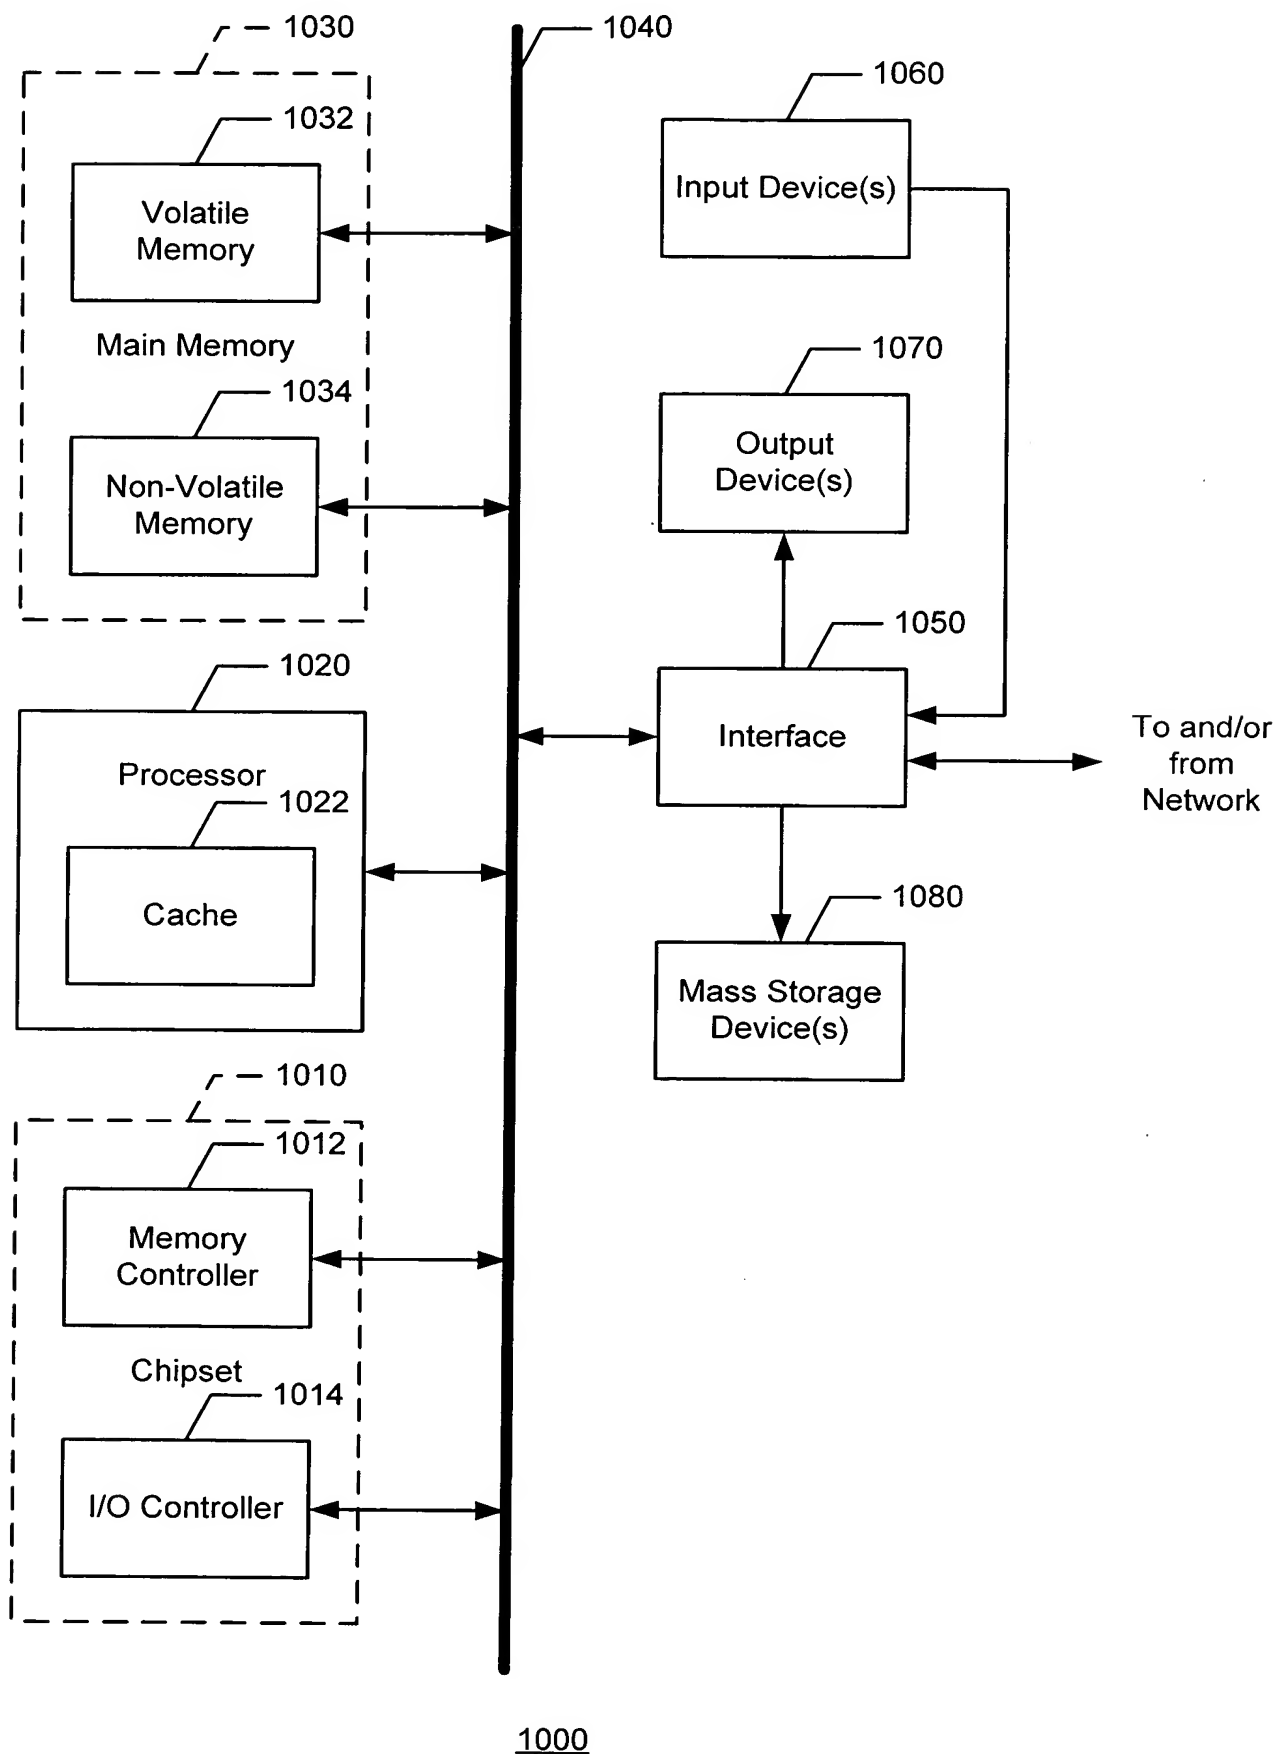 1030
1040
1060
1032
Input Device(s)
Volatile
Memory
Main Memory
1070
1034
Output
Device(s)
Non-Volatile
Memory
1050
1020
Interface
To and/or
from
Network
Processor
1022
Cache
1080
Mass Storage
Device(s)
1010
1012
Memory
Controller
Chipset
1014
I/O Controller
1000